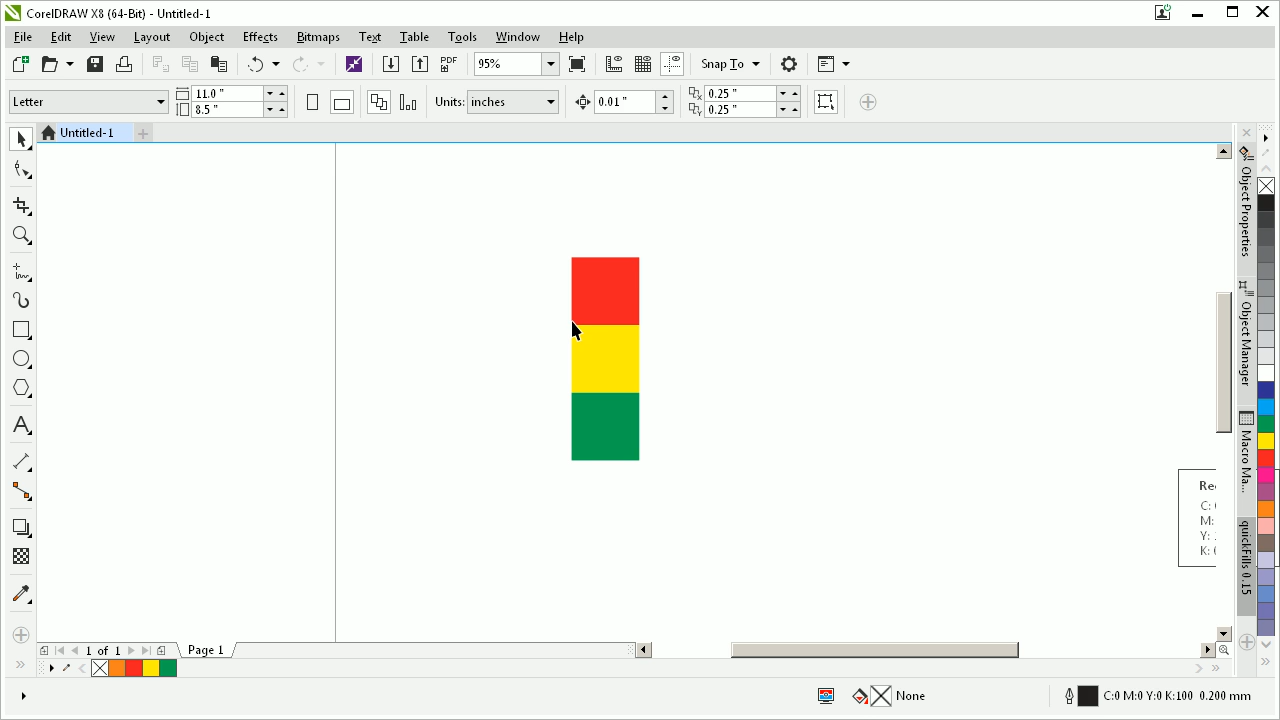 CorelDRAW X8 (64-Bit) - Untitled-1
File Edit View Layout Object Effects Bitmaps Text Table Tools Window Help
PDF 95% Snap To
Letter 11.0 " 8.5 " Units: inches 0.01 " 0.25 " 0.25 "
Untitled-1
Object Properties
Object Manager
Macro Ma...
quickFills 0.15
C:
M:
Y:
K:
1 of 1 Page 1
None C:0 M:0 Y:0 K:100 0.200 mm